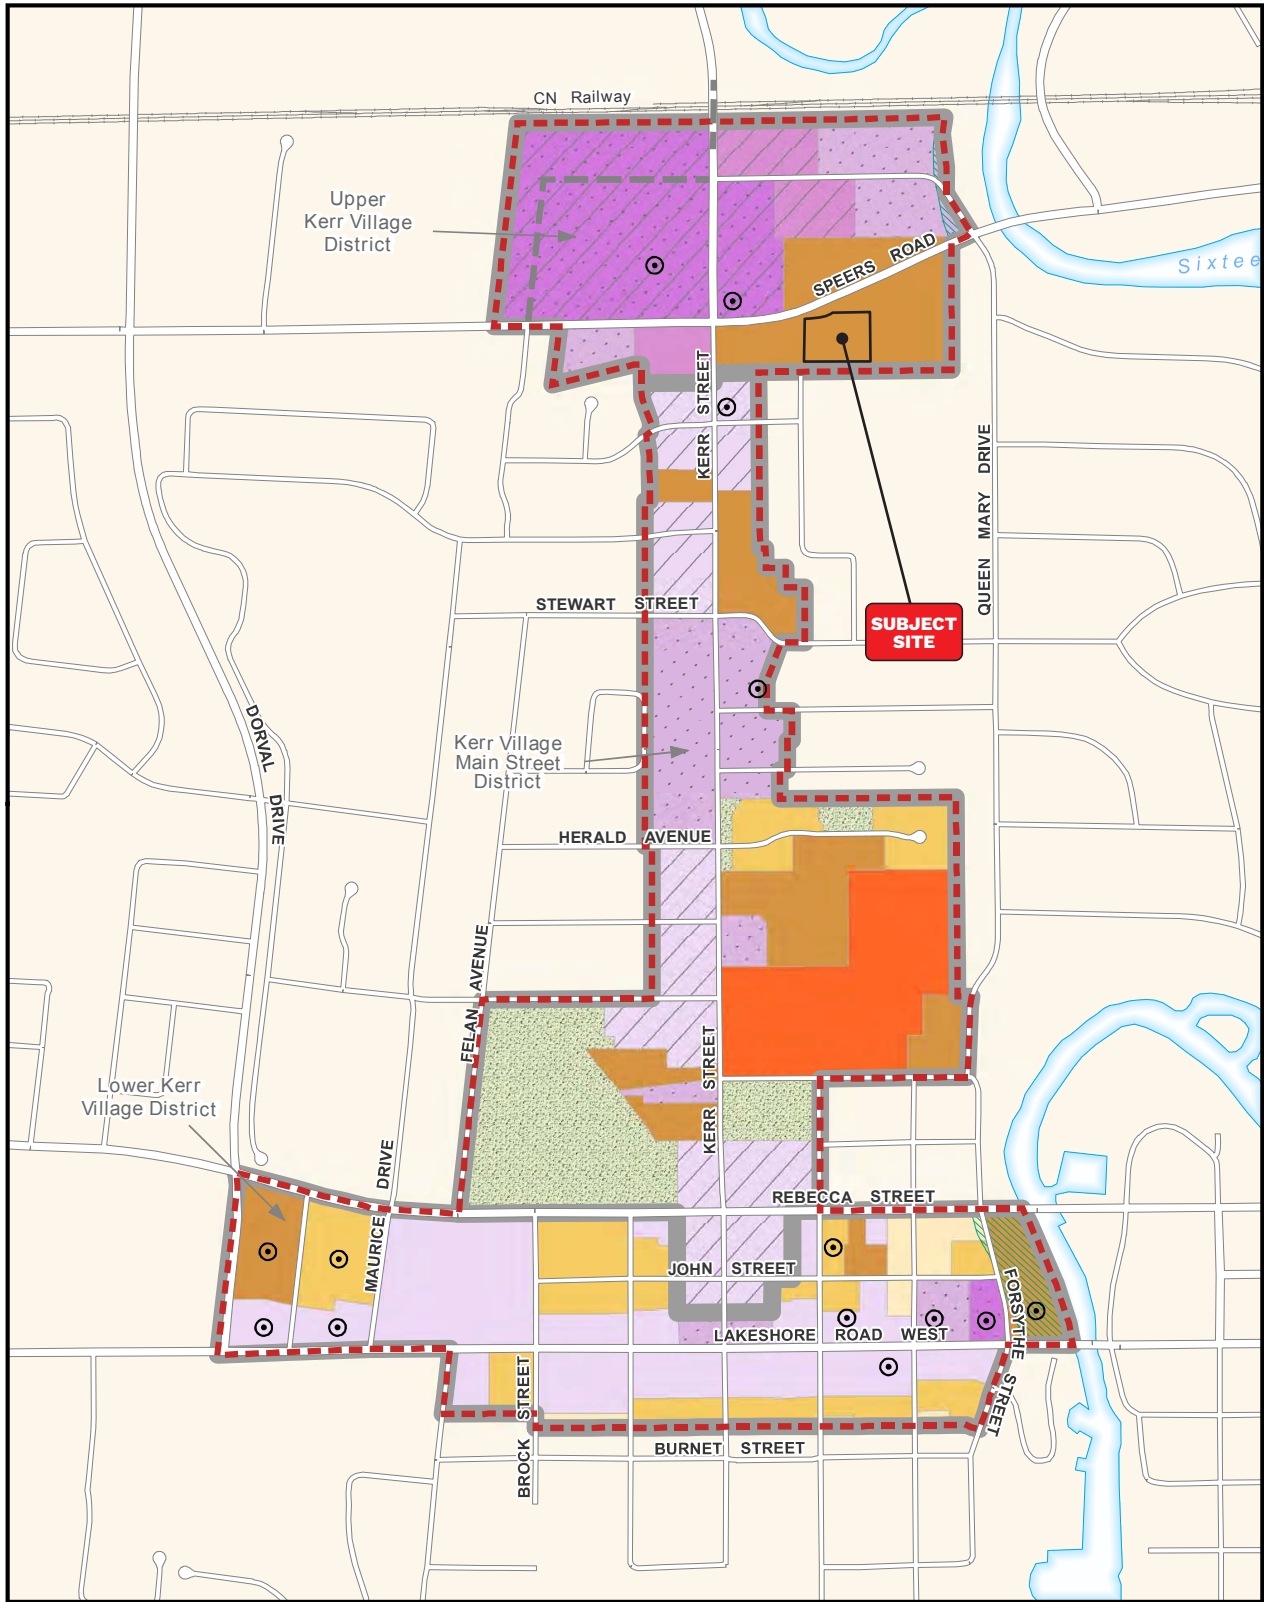 CN Railway
Upper
Kerr Village
District
SPEERS ROAD
Sixtee
KERR STREET
QUEEN MARY DRIVE
STEWART STREET
SUBJECT
SITE
DORVAL DRIVE
Kerr Village
Main Street
District
HERALD AVENUE
FELAN AVENUE
KERR STREET
Lower Kerr
Village District
MAURICE DRIVE
REBECCA STREET
JOHN STREET
FORSYTHE STREET
LAKESHORE ROAD WEST
BROCK STREET
BURNET STREET